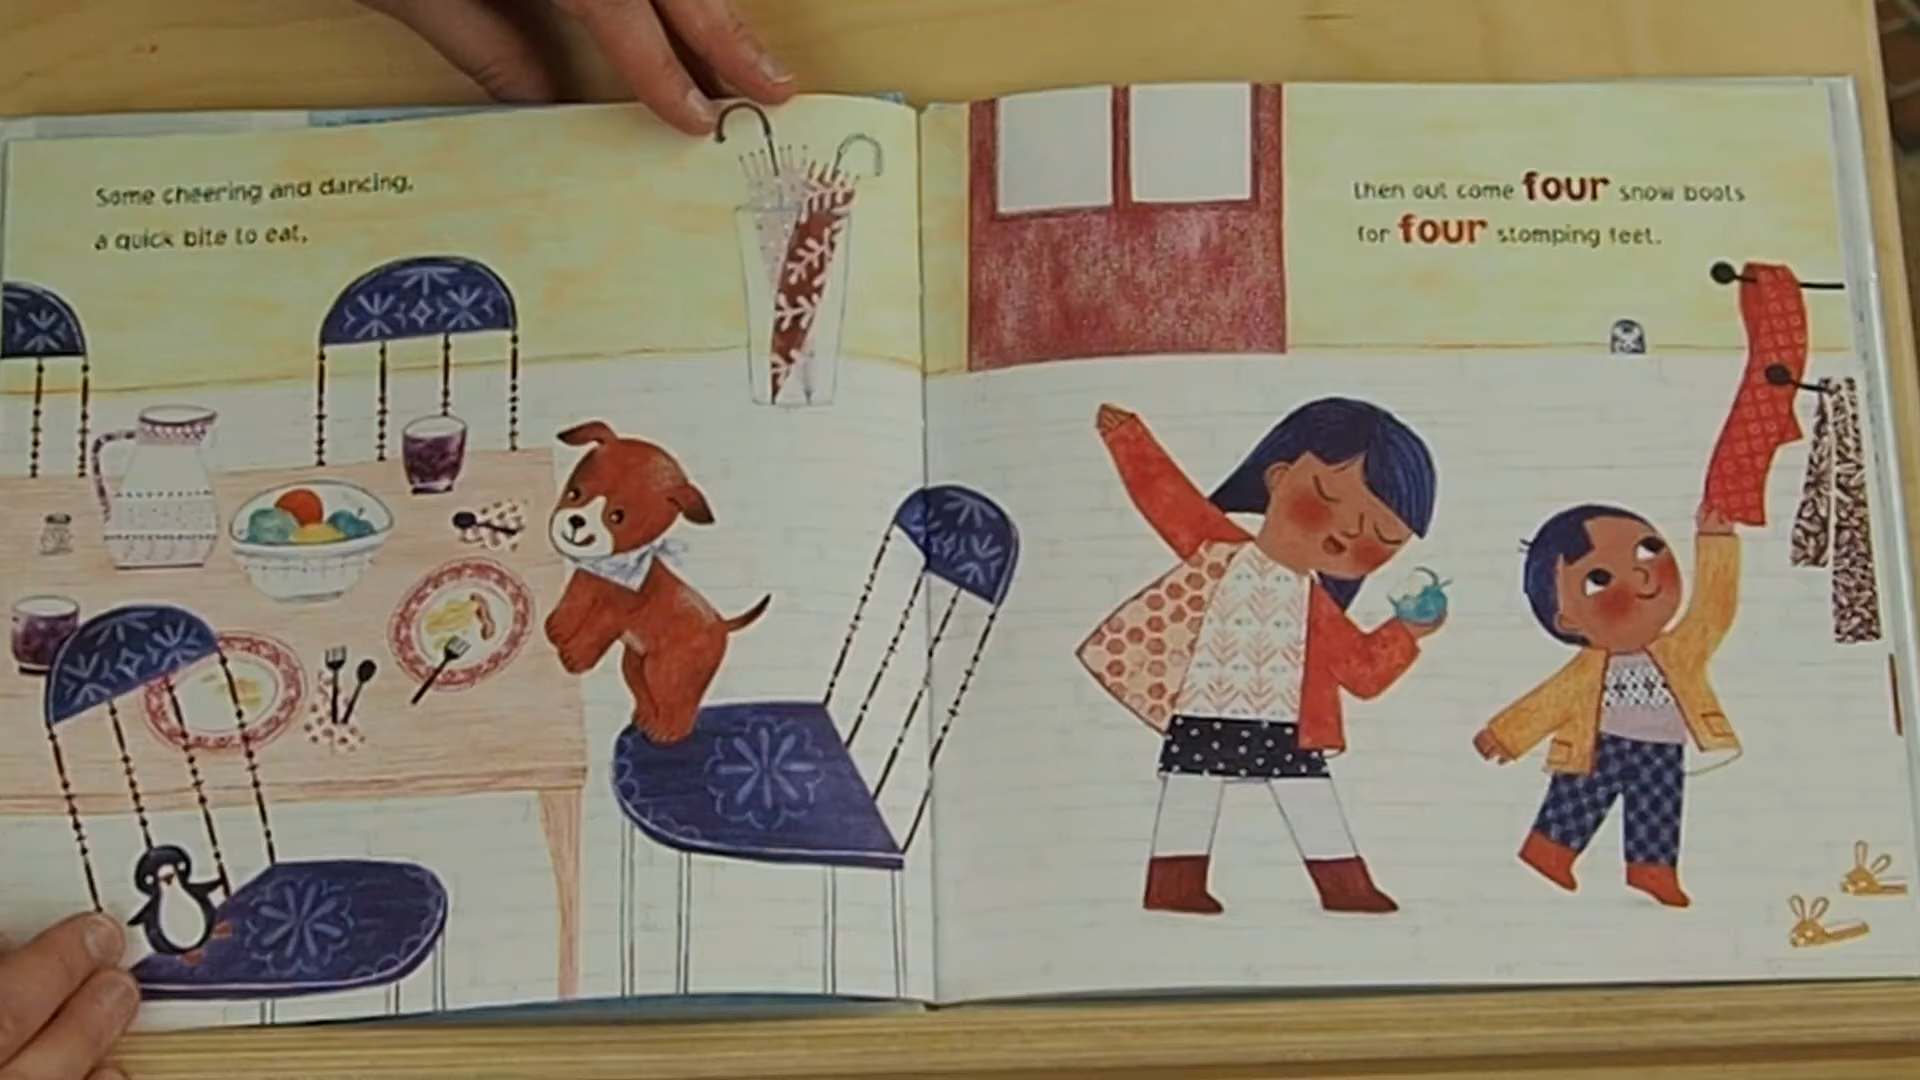 Some cheering and dancing,
a quick bite to eat,
then out come four snow boots
for four stomping feet.